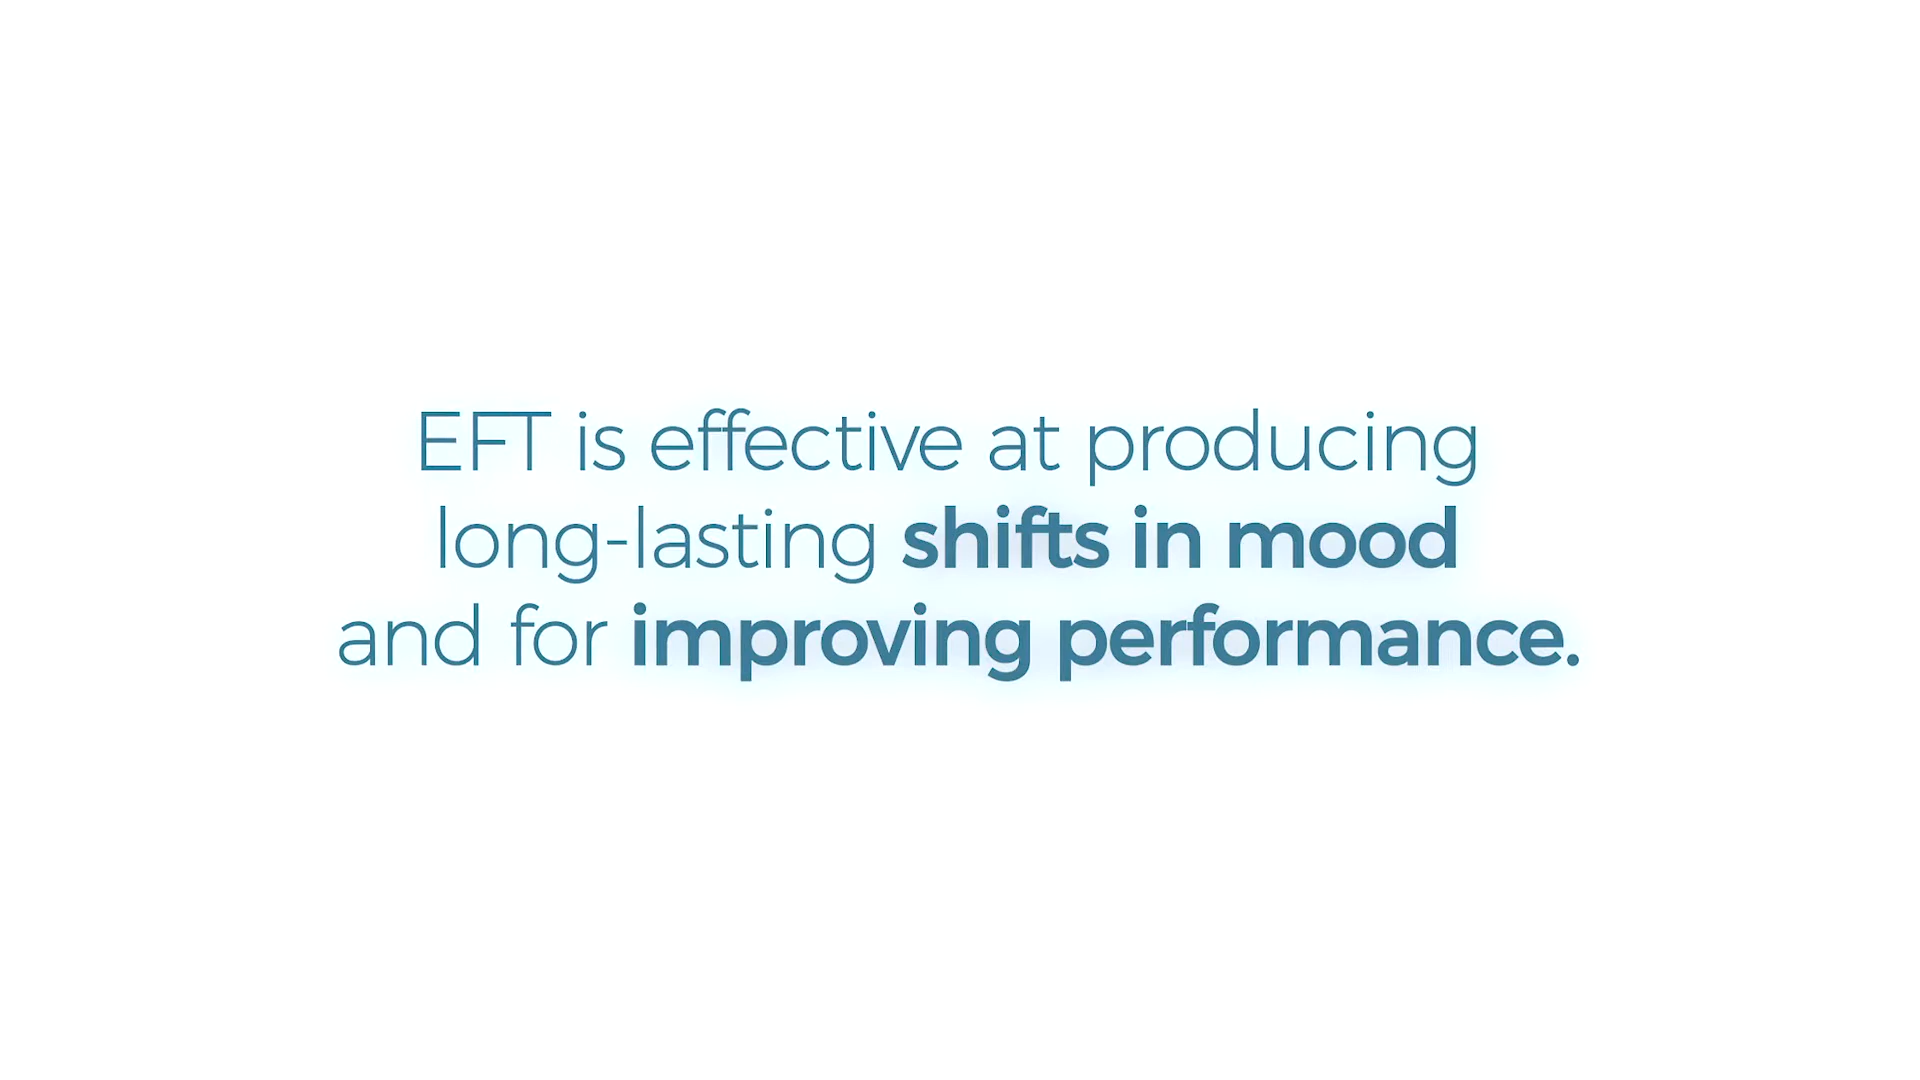 EFT is effective at producing
long-lasting shifts in mood
and for improving performance.